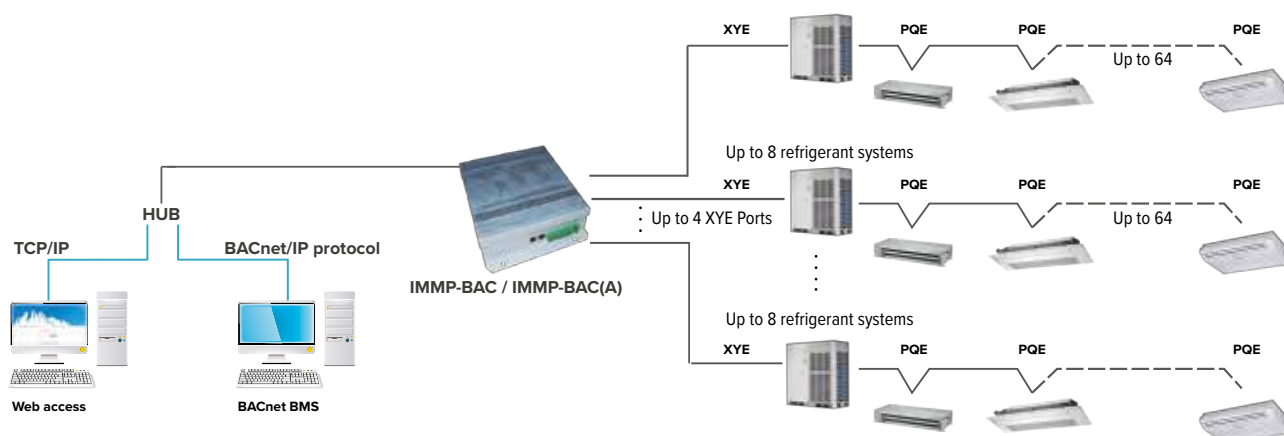 XYE PQE PQE PQE
Up to 64
Up to 8 refrigerant systems
XYE PQE PQE PQE
HUB
Up to 4 XYE Ports
Up to 64
TCP/IP
BACnet/IP protocol
IMMP-BAC / IMMP-BAC(A)
Up to 8 refrigerant systems
XYE PQE PQE PQE
Web access
BACnet BMS